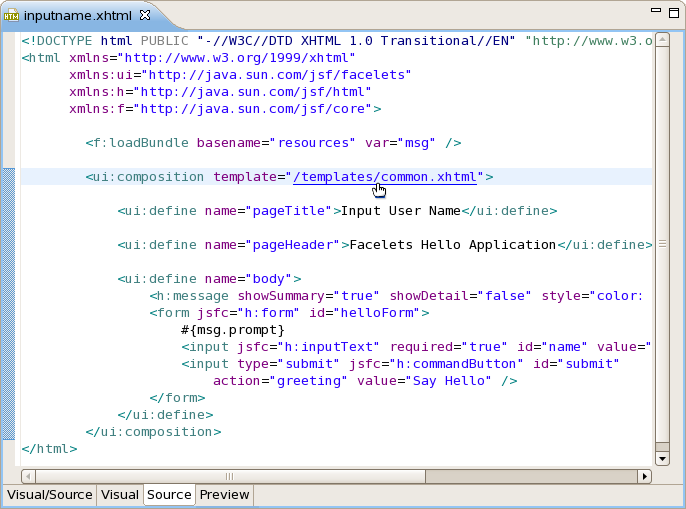 inputname.xhtml
<!DOCTYPE html PUBLIC "-//W3C//DTD XHTML 1.0 Transitional//EN" "http://www.w3.o
<html xmlns="http://www.w3.org/1999/xhtml"
      xmlns:ui="http://java.sun.com/jsf/facelets"
      xmlns:h="http://java.sun.com/jsf/html"
      xmlns:f="http://java.sun.com/jsf/core">
        <f:loadBundle basename="resources" var="msg" />
        <ui:composition template="/templates/common.xhtml">
            <ui:define name="pageTitle">Input User Name</ui:define>
            <ui:define name="pageHeader">Facelets Hello Application</ui:define>
            <ui:define name="body">
                <h:message showSummary="true" showDetail="false" style="color:
                <form jsfc="h:form" id="helloForm">
                    #{msg.prompt}
                    <input jsfc="h:inputText" required="true" id="name" value="
                    <input type="submit" jsfc="h:commandButton" id="submit"
                        action="greeting" value="Say Hello" />
                </form>
            </ui:define>
        </ui:composition>
</html>
Visual/Source Visual Source Preview